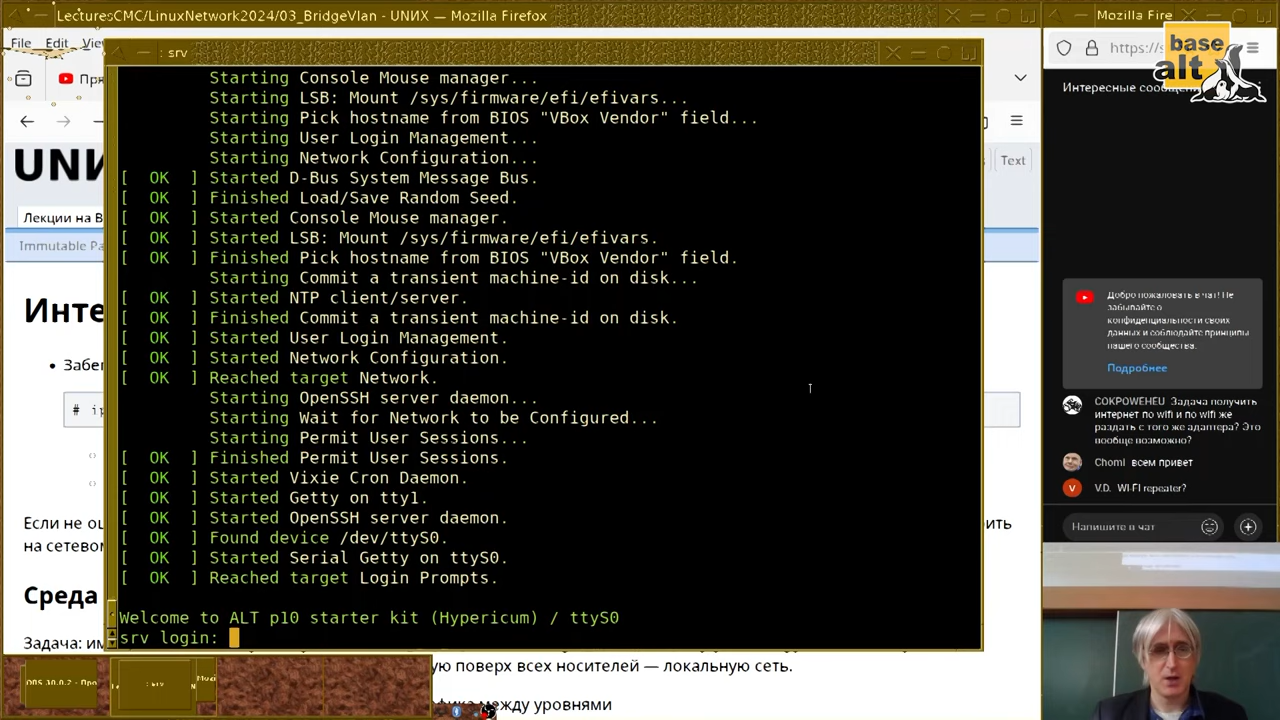 LecturesCMC/LinuxNetwork2024/03_BridgeVlan - UNИX — Mozilla Firefox
Mozilla Fire
File Edit
: srv
Starting Console Mouse manager...
Starting LSB: Mount /sys/firmware/efi/efivars...
Starting Pick hostname from BIOS "VBox Vendor" field...
Starting User Login Management...
Starting Network Configuration...
[ OK ] Started D-Bus System Message Bus.
[ OK ] Finished Load/Save Random Seed.
[ OK ] Started Console Mouse manager.
[ OK ] Started LSB: Mount /sys/firmware/efi/efivars.
[ OK ] Finished Pick hostname from BIOS "VBox Vendor" field.
Starting Commit a transient machine-id on disk...
[ OK ] Started NTP client/server.
[ OK ] Finished Commit a transient machine-id on disk.
[ OK ] Started User Login Management.
[ OK ] Started Network Configuration.
[ OK ] Reached target Network.
Starting OpenSSH server daemon...
Starting Wait for Network to be Configured...
Starting Permit User Sessions...
[ OK ] Finished Permit User Sessions.
[ OK ] Started Vixie Cron Daemon.
[ OK ] Started Getty on tty1.
[ OK ] Started OpenSSH server daemon.
[ OK ] Found device /dev/ttyS0.
[ OK ] Started Serial Getty on ttyS0.
[ OK ] Reached target Login Prompts.
Welcome to ALT p10 starter kit (Hypericum) / ttyS0
srv login:
UNИ
Text
Лекции на В
Immutable Pa
Инте
Если не о
на сетевом
Среда
Задача: им
ую поверх всех носителей — локальную сеть.
между уровнями
base
alt
https://s
Интересные сообщен
Добро пожаловать в чат! Не
забывайте о
конфиденциальности своих
данных и соблюдайте принципы
нашего сообщества.
Подробнее
COKPOWEHEU Задача получить
интернет по wifi и по wifi же
раздать с того же адаптера? Это
вообще возможно?
Chomi всем привет
V.D. WI-FI repeater?
Напишите в чат